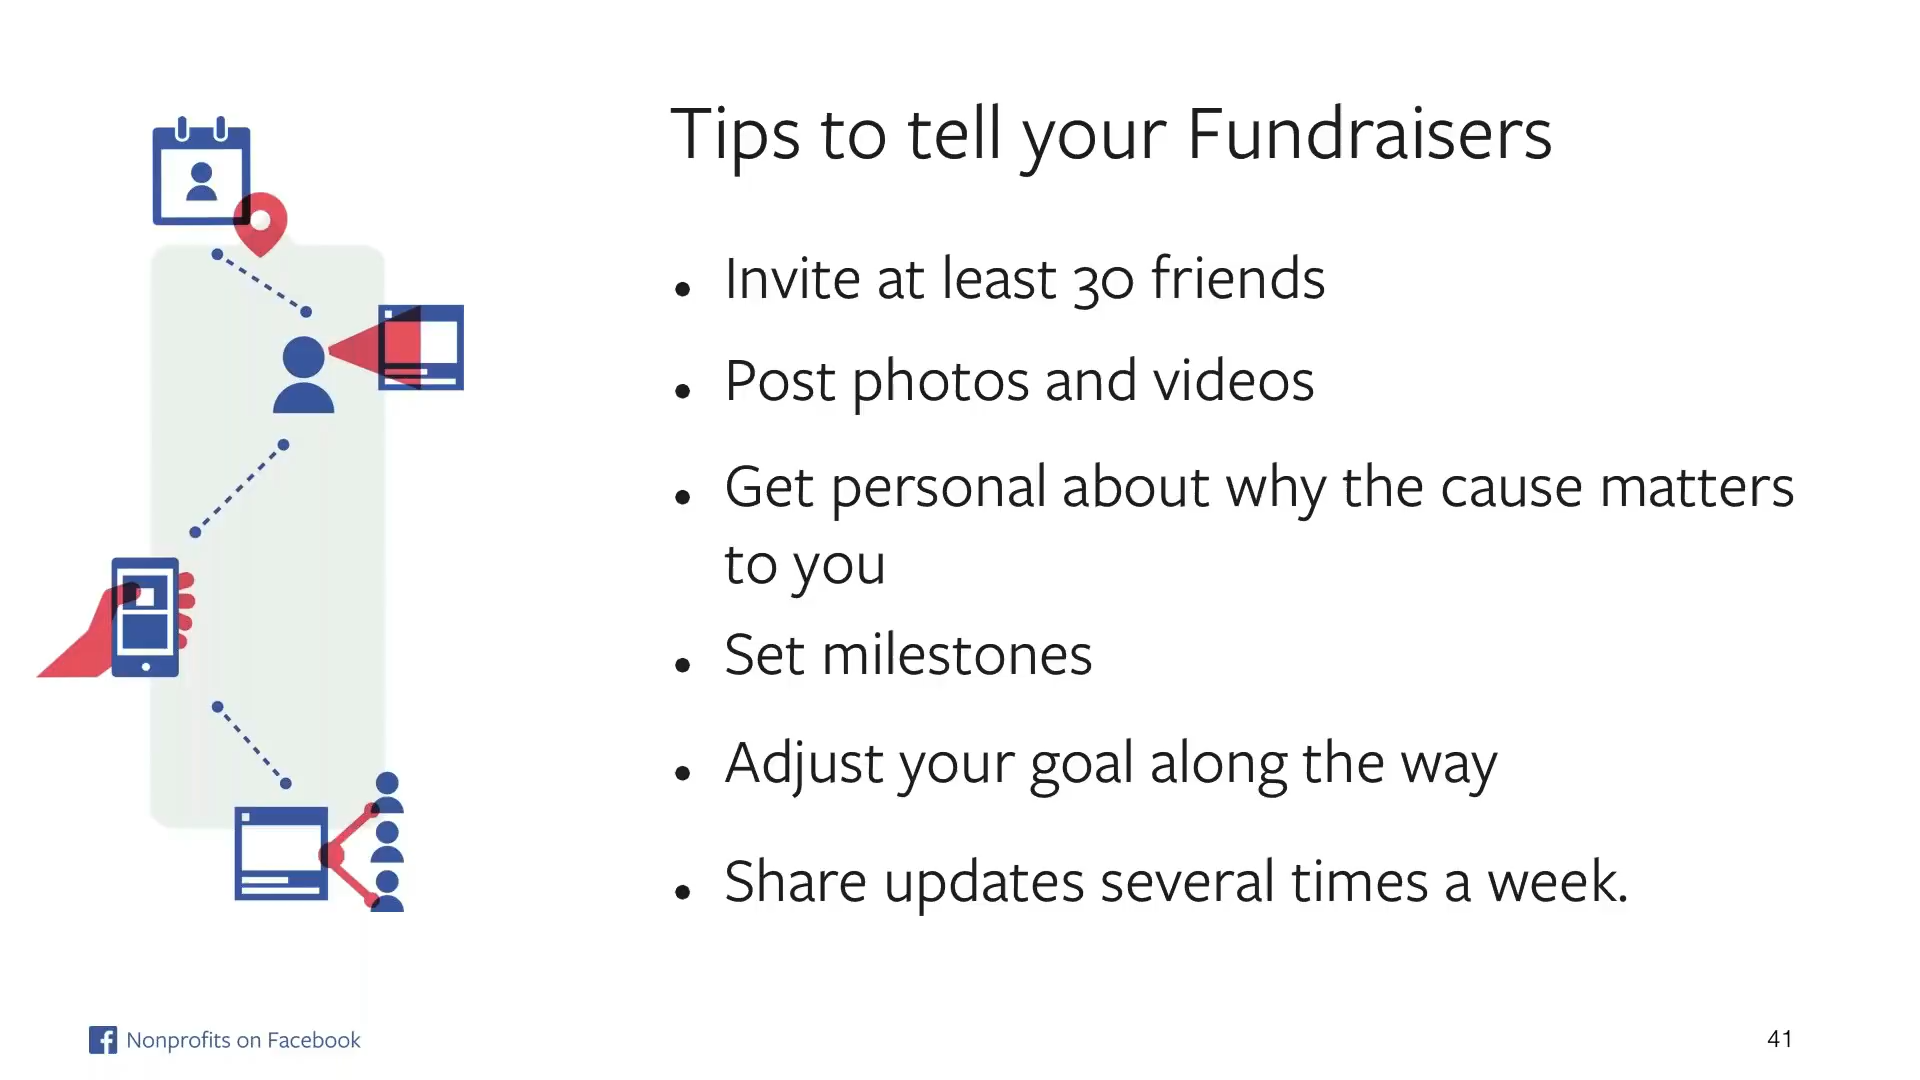 Tips to tell your Fundraisers
• Invite at least 30 friends
• Post photos and videos
• Get personal about why the cause matters
to you
• Set milestones
• Adjust your goal along the way
• Share updates several times a week.
f Nonprofits on Facebook
41